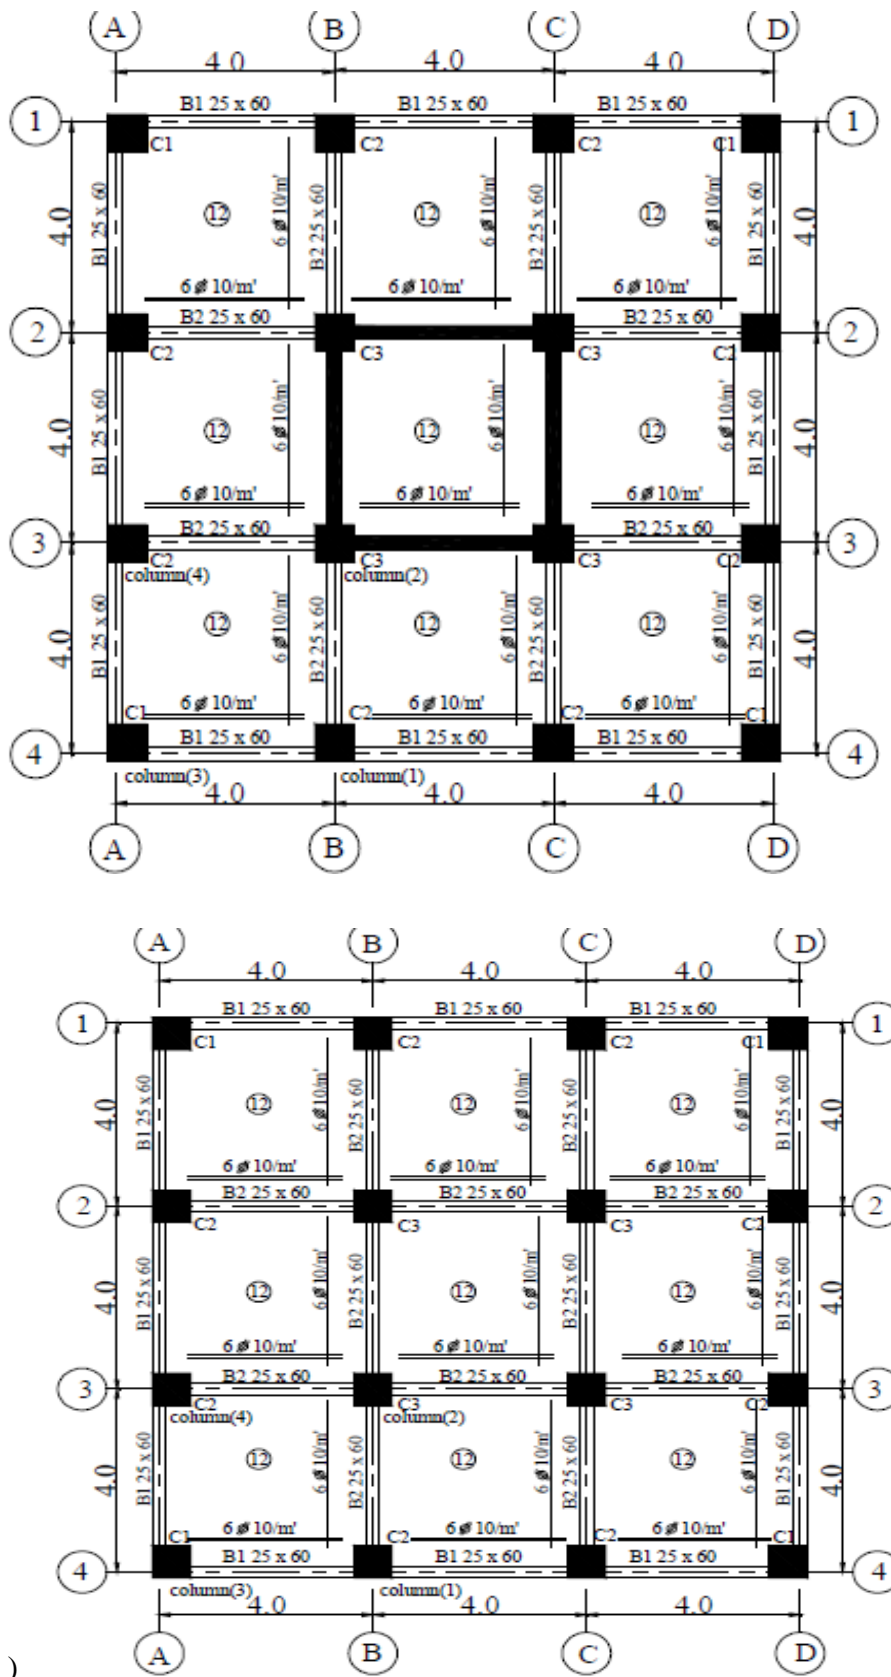 A B C D
4.0 4.0 4.0
B1 25 x 60 B1 25 x 60 B1 25 x 60
1 1
C1 C2 C2 C1
4.0 B1 25 x 60 12 6 ø 10/m' B2 25 x 60 12 6 ø 10/m' B2 25 x 60 12 6 ø 10/m' B1 25 x 60 4.0
6 ø 10/m' 6 ø 10/m' 6 ø 10/m'
B2 25 x 60 B2 25 x 60
2 2
C2 C3 C3 C2
4.0 B1 25 x 60 12 6 ø 10/m' 12 6 ø 10/m' 12 6 ø 10/m' B1 25 x 60 4.0
6 ø 10/m' 6 ø 10/m' 6 ø 10/m'
B2 25 x 60 B2 25 x 60
3 3
C2 C3 C3 C2
column(4) column(2)
4.0 B1 25 x 60 12 6 ø 10/m' B2 25 x 60 12 6 ø 10/m' B2 25 x 60 12 6 ø 10/m' B1 25 x 60 4.0
6 ø 10/m' 6 ø 10/m' 6 ø 10/m'
C1 C2 C2 C1
B1 25 x 60 B1 25 x 60 B1 25 x 60
4 4
column(3) column(1)
4.0 4.0 4.0
A B C D
A B C D
4.0 4.0 4.0
B1 25 x 60 B1 25 x 60 B1 25 x 60
1 1
C1 C2 C2 C1
4.0 B1 25 x 60 12 6 ø 10/m' B2 25 x 60 12 6 ø 10/m' B2 25 x 60 12 6 ø 10/m' B1 25 x 60 4.0
6 ø 10/m' 6 ø 10/m' 6 ø 10/m'
B2 25 x 60 B2 25 x 60 B2 25 x 60
2 2
C2 C3 C3 C2
4.0 B1 25 x 60 12 6 ø 10/m' B2 25 x 60 12 6 ø 10/m' B2 25 x 60 12 6 ø 10/m' B1 25 x 60 4.0
6 ø 10/m' 6 ø 10/m' 6 ø 10/m'
B2 25 x 60 B2 25 x 60 B2 25 x 60
3 3
C2 C3 C3 C2
column(4) column(2)
4.0 B1 25 x 60 12 6 ø 10/m' B2 25 x 60 12 6 ø 10/m' B2 25 x 60 12 6 ø 10/m' B1 25 x 60 4.0
6 ø 10/m' 6 ø 10/m' 6 ø 10/m'
C1 C2 C2 C1
B1 25 x 60 B1 25 x 60 B1 25 x 60
4 4
column(3) column(1)
4.0 4.0 4.0
A B C D
)